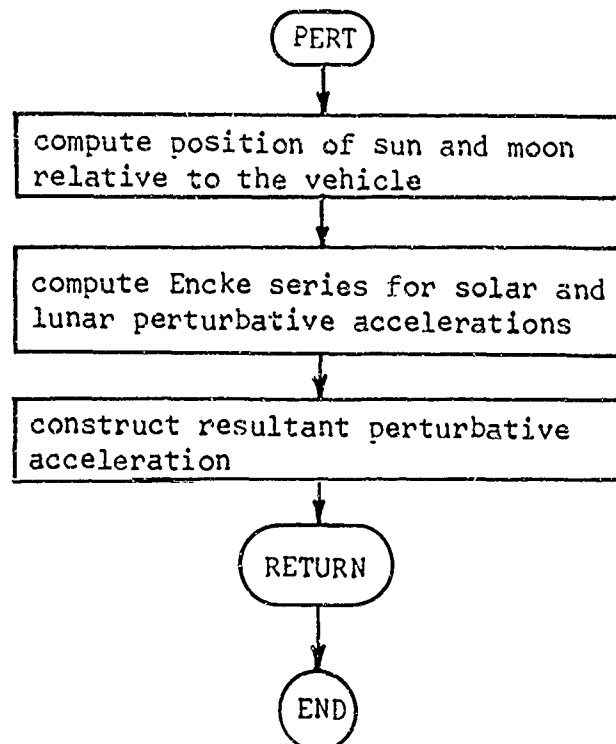 PERT
compute position of sun and moon
relative to the vehicle
compute Encke series for solar and
lunar perturbative accelerations
construct resultant perturbative
acceleration
RETURN
END